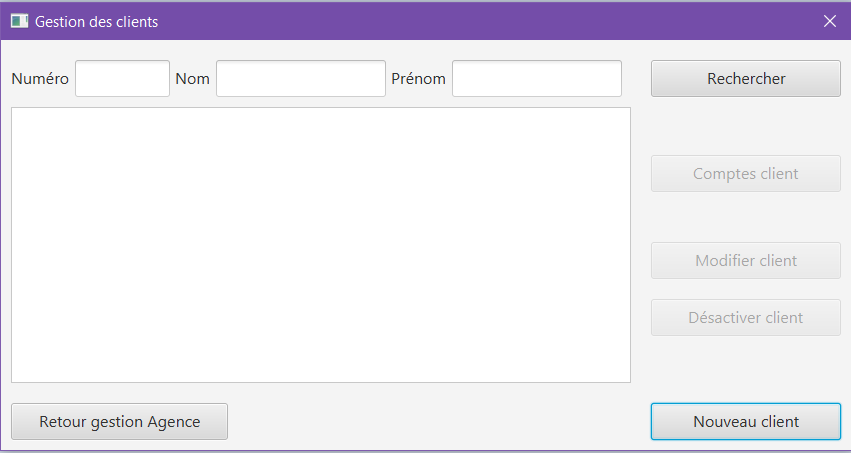 Gestion des clients
Numéro Nom Prénom Rechercher
Comptes client
Modifier client
Désactiver client
Retour gestion Agence Nouveau client